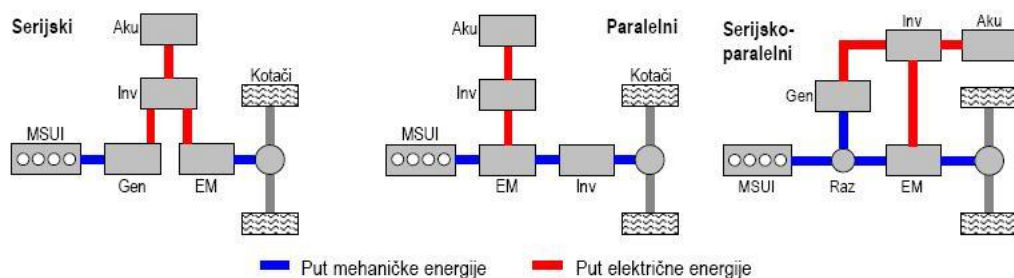 Serijski
Aku
Inv
Kotači
MSUI
Gen
EM
Paralelni
Aku
Inv
Kotači
MSUI
EM
Inv
Serijsko-
paralelni
Inv
Aku
Gen
MSUI
Raz
EM
Put mehaničke energije
Put električne energije